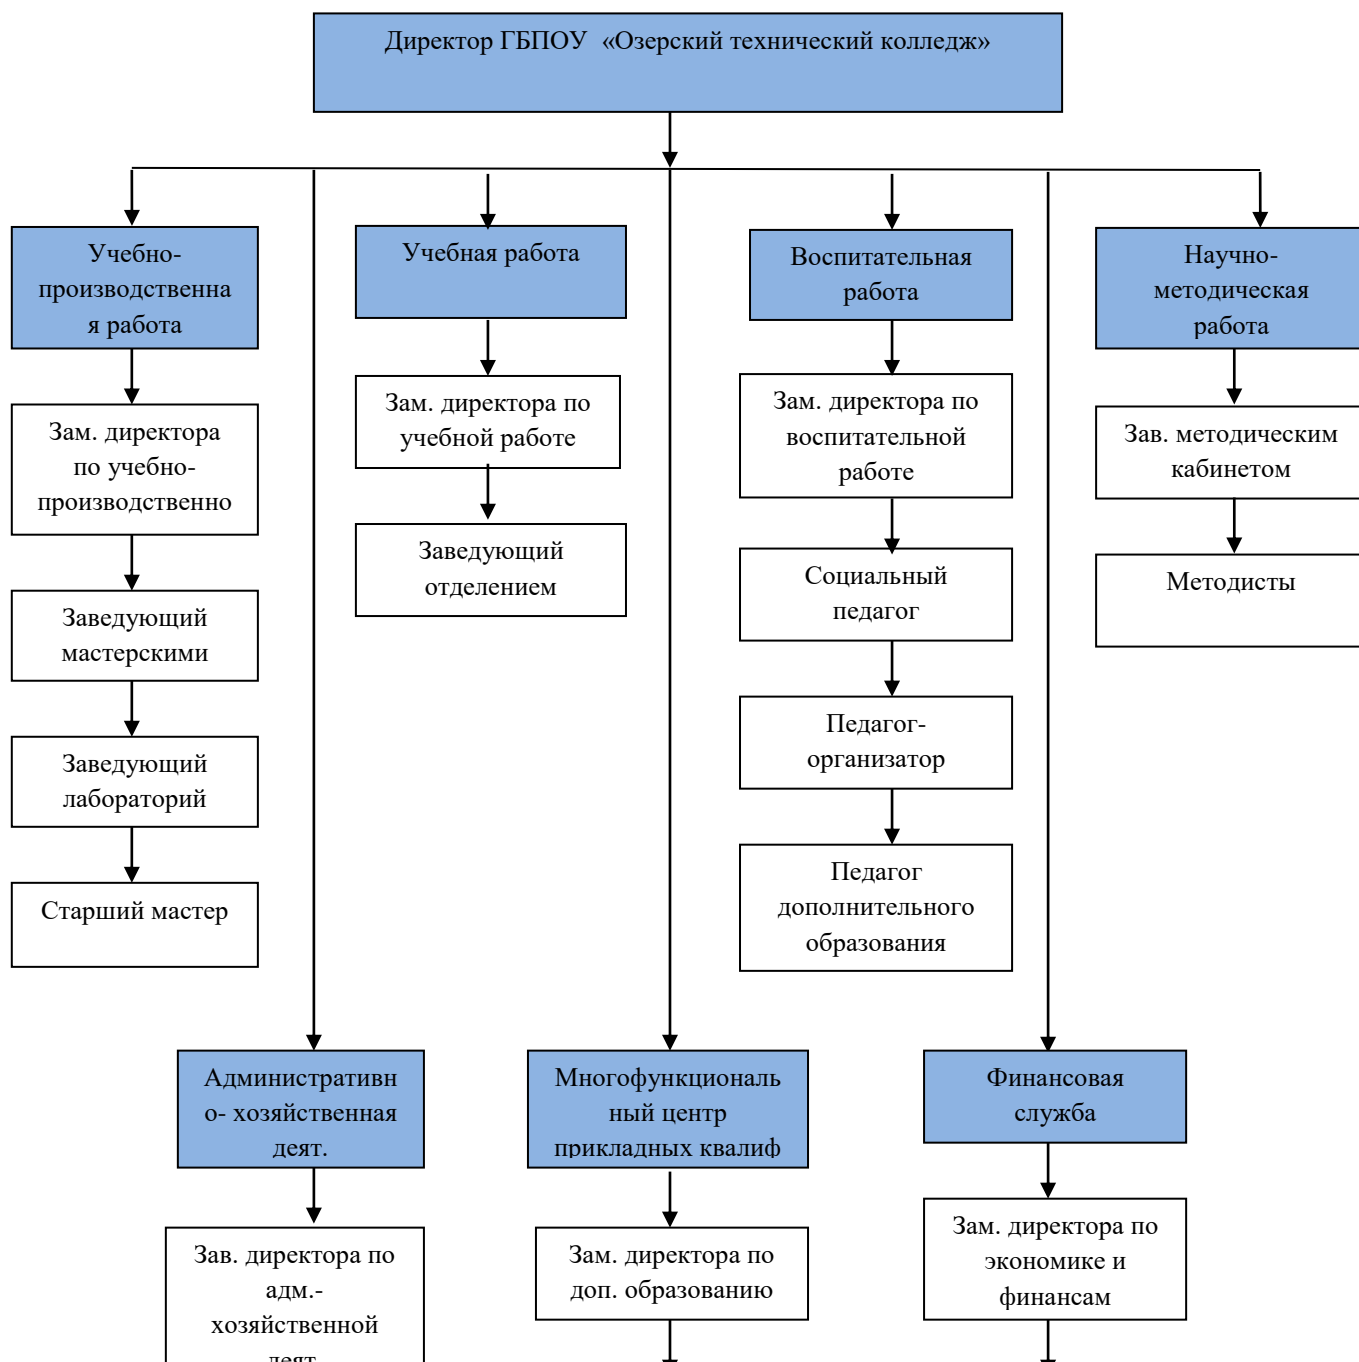 Директор ГБПОУ «Озерский технический колледж»
Учебно-
производственна
я работа
Учебная работа
Воспитательная
работа
Научно-
методическая
работа
Зам. директора
по учебно-
производственно
Зам. директора по
учебной работе
Зам. директора по
воспитательной
работе
Зав. методическим
кабинетом
Заведующий
отделением
Социальный
педагог
Методисты
Заведующий
мастерскими
Педагог-
организатор
Заведующий
лабораторий
Педагог
дополнительного
образования
Старший мастер
Административн
о- хозяйственная
деят.
Многофункциональ
ный центр
прикладных квалиф
Финансовая
служба
Зав. директора по
адм.-
хозяйственной
деят.
Зам. директора по
доп. образованию
Зам. директора по
экономике и
финансам